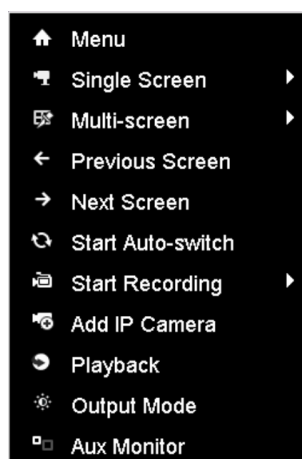 Menu
Single Screen
Multi-screen
Previous Screen
Next Screen
Start Auto-switch
Start Recording
Add IP Camera
Playback
Output Mode
Aux Monitor